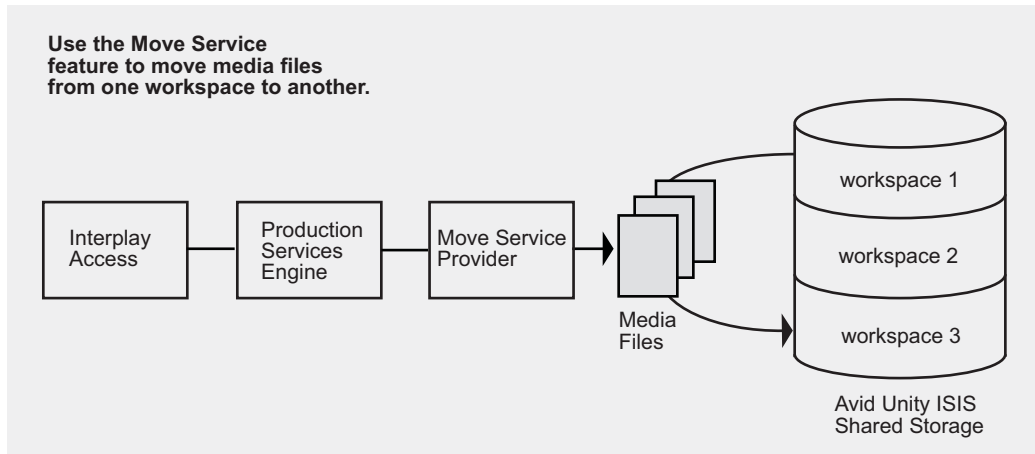 Use the Move Service
feature to move media files
from one workspace to another.
Interplay
Access
Production
Services
Engine
Move Service
Provider
Media
Files
workspace 1
workspace 2
workspace 3
Avid Unity ISIS
Shared Storage